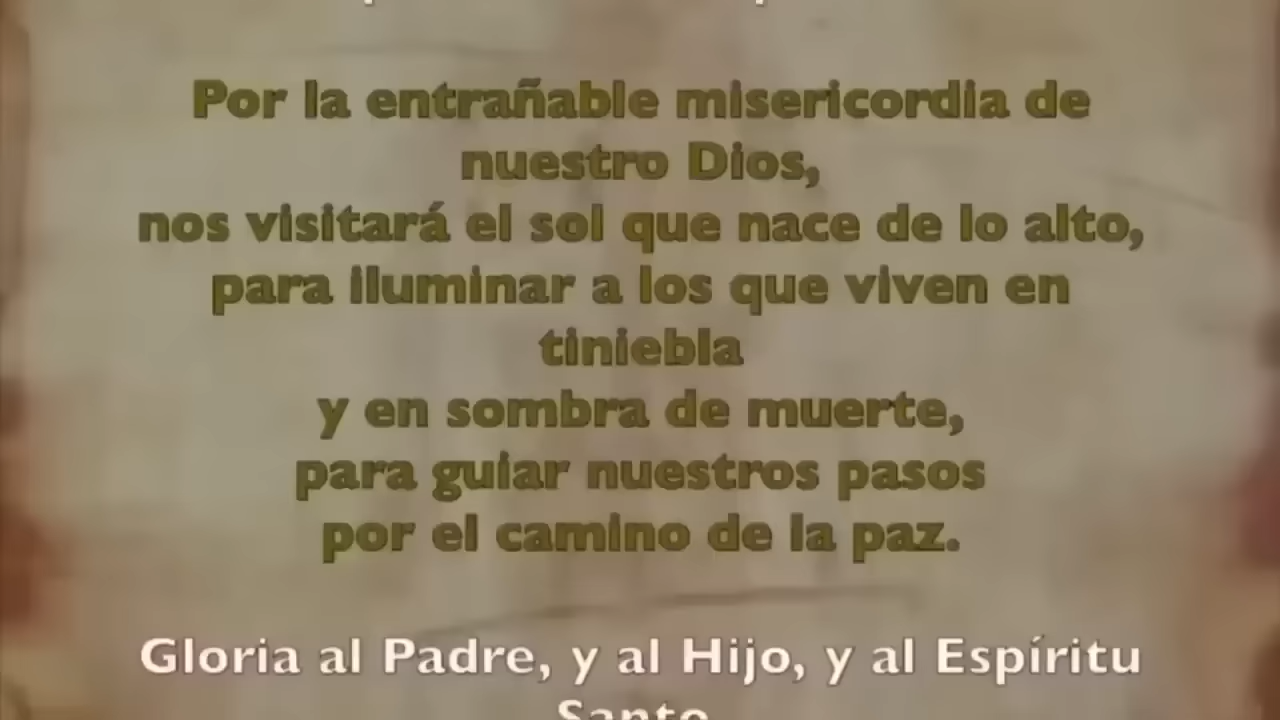 Por la entrañable misericordia de
nuestro Dios,
nos visitará el sol que nace de lo alto,
para iluminar a los que viven en
tiniebla
y en sombra de muerte,
para guiar nuestros pasos
por el camino de la paz.
Gloria al Padre, y al Hijo, y al Espíritu
Santo